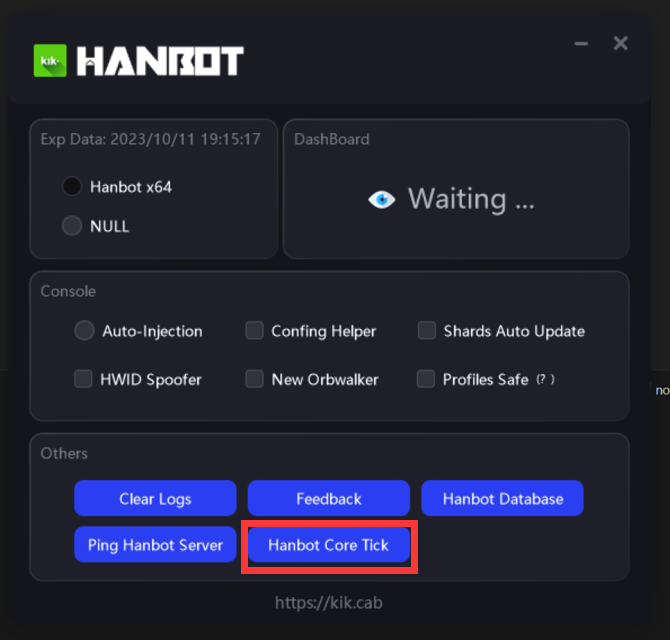 kik·
HANBOT
Exp Data: 2023/10/11 19:15:17
DashBoard
Hanbot x64
NULL
Waiting ...
Console
Auto-Injection
Confing Helper
Shards Auto Update
HWID Spoofer
New Orbwalker
Profiles Safe (?)
no
Others
Clear Logs
Feedback
Hanbot Database
Ping Hanbot Server
Hanbot Core Tick
https://kik.cab